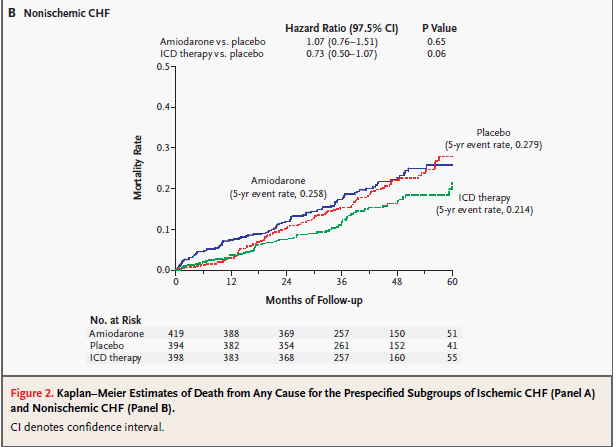 B Nonischemic CHF
Hazard Ratio (97.5% CI) P Value
Amiodarone vs. placebo 1.07 (0.76–1.51) 0.65
ICD therapy vs. placebo 0.73 (0.50–1.07) 0.06
0.5
0.4
0.3
0.2
0.1
0.0
Mortality Rate
Placebo
(5-yr event rate, 0.279)
Amiodarone
(5-yr event rate, 0.258)
ICD therapy
(5-yr event rate, 0.214)
0 12 24 36 48 60
Months of Follow-up
No. at Risk
Amiodarone 419 388 369 257 150 51
Placebo 394 382 354 261 152 41
ICD therapy 398 383 368 257 160 55
Figure 2. Kaplan–Meier Estimates of Death from Any Cause for the Prespecified Subgroups of Ischemic CHF (Panel A)
and Nonischemic CHF (Panel B).
CI denotes confidence interval.